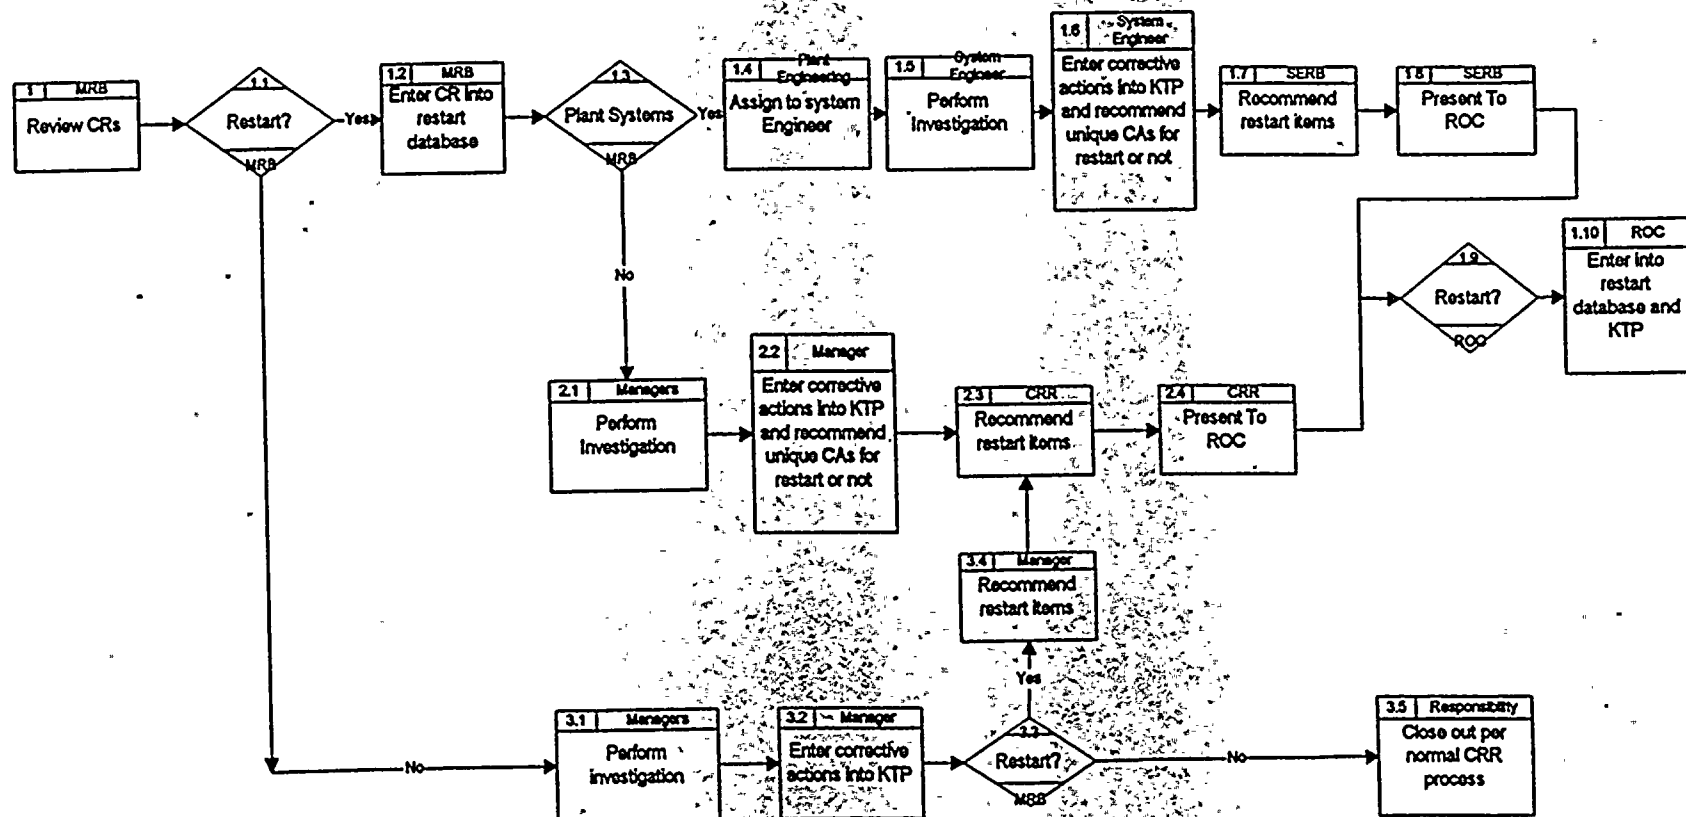 1 MRB
Review CRs
1.1
Restart?
MRB
Yes
1.2 MRB
Enter CR into
restart
database
1.3
Plant Systems
MRB
Yes
1.4 Plant
Engineering
Assign to system
Engineer
1.5 System
Engineer
Perform
Investigation
1.6 System
Engineer
Enter corrective
actions into KTP
and recommend
unique CAs for
restart or not
1.7 SERB
Recommend
restart items
1.8 SERB
Present To
ROC
1.9
Restart?
ROC
1.10 ROC
Enter into
restart
database and
KTP
No
2.1 Managers
Perform
Investigation
2.2 Manager
Enter corrective
actions into KTP
and recommend
unique CAs for
restart or not
2.3 CRR
Recommend
restart items
2.4 CRR
Present To
ROC
3.4 Manager
Recommend
restart items
Yes
No
3.1 Managers
Perform
investigation
3.2 Manager
Enter corrective
actions into KTP
3.3
Restart?
MRB
No
3.5 Responsibility
Close out per
normal CRR
process